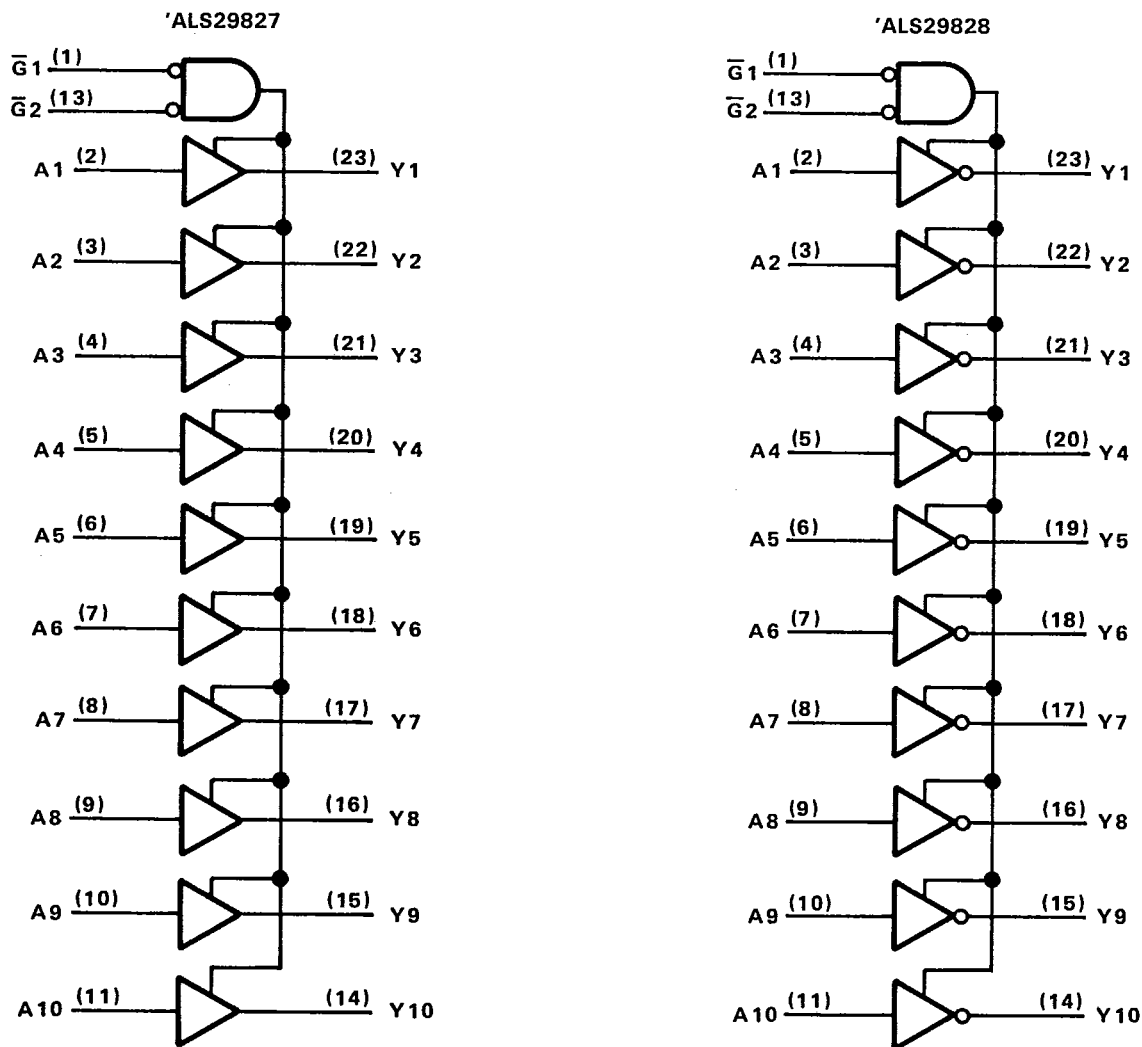 'ALS29827
G̅1 (1)
G̅2 (13)
A1 (2) (23) Y1
A2 (3) (22) Y2
A3 (4) (21) Y3
A4 (5) (20) Y4
A5 (6) (19) Y5
A6 (7) (18) Y6
A7 (8) (17) Y7
A8 (9) (16) Y8
A9 (10) (15) Y9
A10 (11) (14) Y10
'ALS29828
G̅1 (1)
G̅2 (13)
A1 (2) (23) Y1
A2 (3) (22) Y2
A3 (4) (21) Y3
A4 (5) (20) Y4
A5 (6) (19) Y5
A6 (7) (18) Y6
A7 (8) (17) Y7
A8 (9) (16) Y8
A9 (10) (15) Y9
A10 (11) (14) Y10